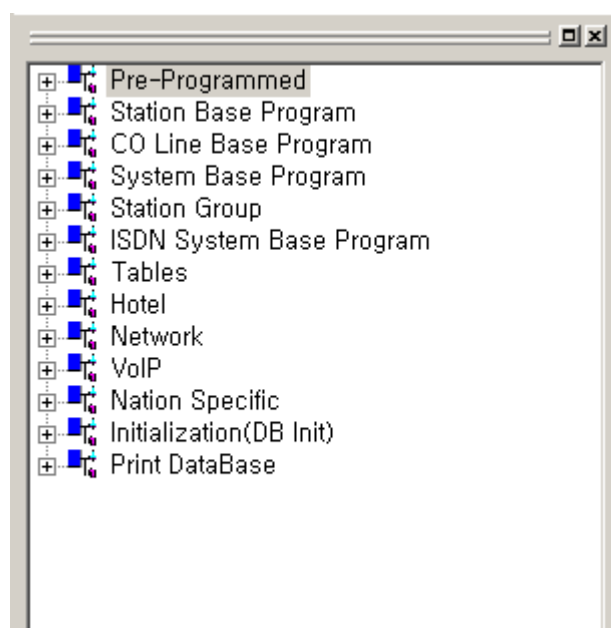 Pre-Programmed
Station Base Program
CO Line Base Program
System Base Program
Station Group
ISDN System Base Program
Tables
Hotel
Network
VoIP
Nation Specific
Initialization(DB Init)
Print DataBase